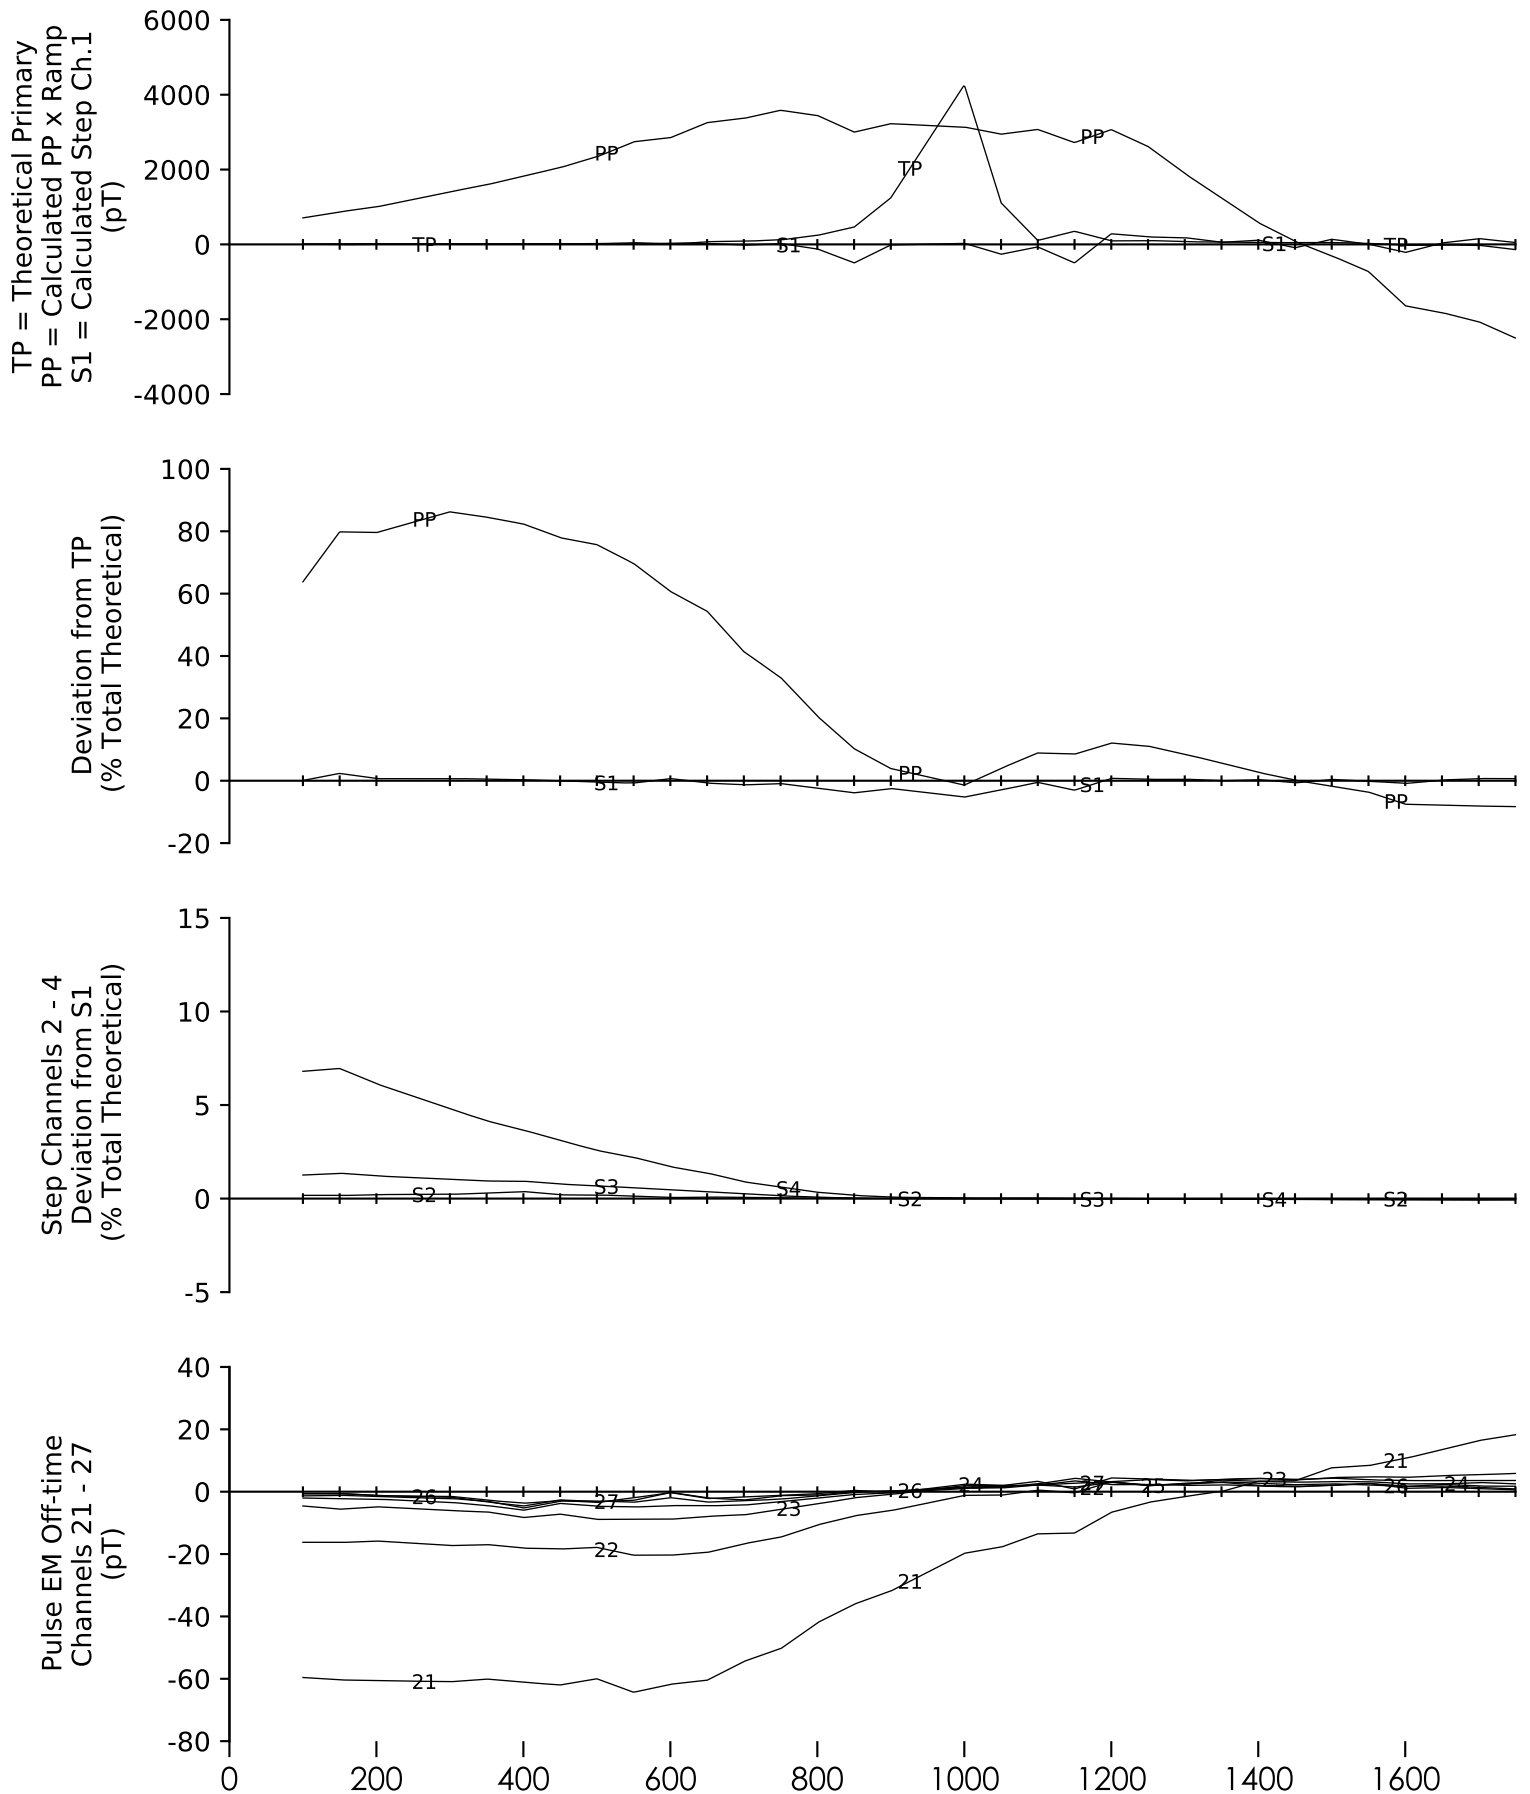 TP = Theoretical Primary
PP = Calculated PP x Ramp
S1 = Calculated Step Ch.1
(pT)
6000
4000
2000
0
-2000
-4000
PP
TP
PP
TP
S1
S1
TP
Deviation from TP
(% Total Theoretical)
100
80
60
40
20
0
-20
PP
PP
S1
S1
PP
Step Channels 2 - 4
Deviation from S1
(% Total Theoretical)
15
10
5
0
-5
S2
S3
S4
S2
S3
S4
S2
Pulse EM Off-time
Channels 21 - 27
(pT)
40
20
0
-20
-40
-60
-80
21
26
27
23
26
24
27
22
25
23
26
24
22
21
21
0 200 400 600 800 1000 1200 1400 1600